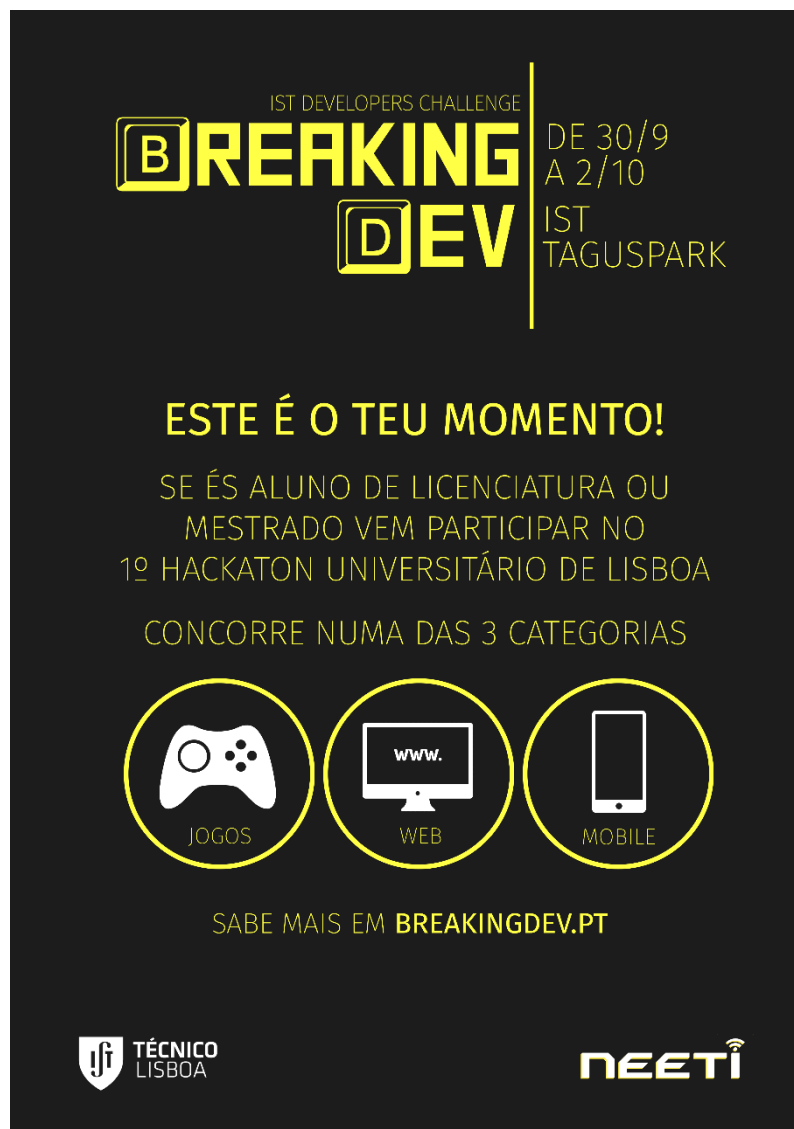 IST DEVELOPERS CHALLENGE
BREAKING
DEV
DE 30/9
A 2/10
IST
TAGUSPARK
ESTE É O TEU MOMENTO!
SE ÉS ALUNO DE LICENCIATURA OU
MESTRADO VEM PARTICIPAR NO
1º HACKATON UNIVERSITÁRIO DE LISBOA
CONCORRE NUMA DAS 3 CATEGORIAS
JOGOS
www.
WEB
MOBILE
SABE MAIS EM BREAKINGDEV.PT
TÉCNICO
LISBOA
NEETI